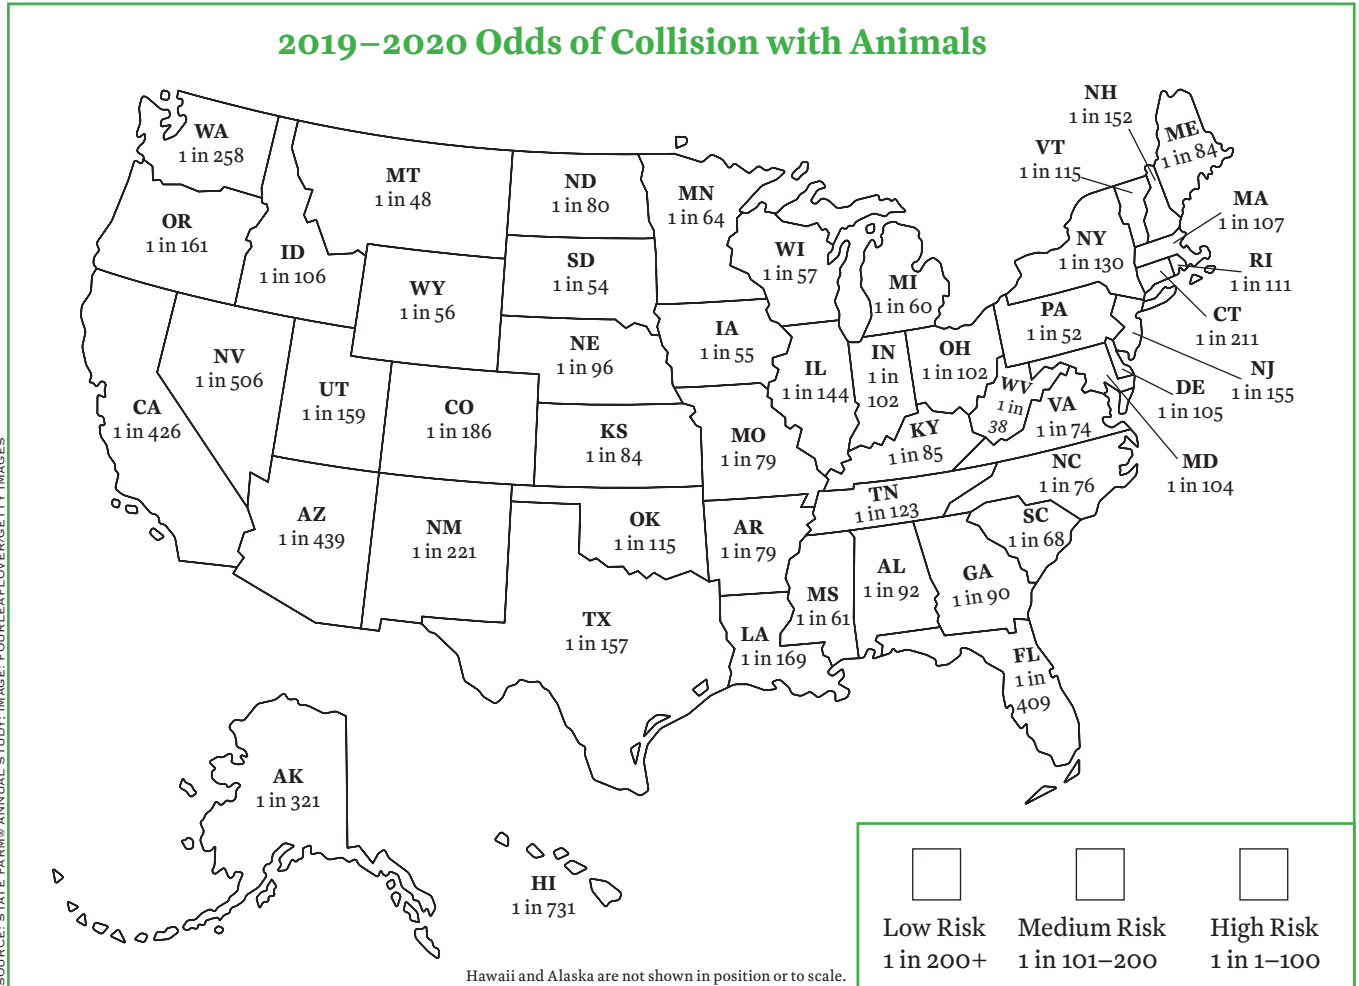 2019–2020 Odds of Collision with Animals
WA
1 in 258
OR
1 in 161
CA
1 in 426
NV
1 in 506
ID
1 in 106
MT
1 in 48
WY
1 in 56
UT
1 in 159
CO
1 in 186
AZ
1 in 439
NM
1 in 221
ND
1 in 80
SD
1 in 54
NE
1 in 96
KS
1 in 84
OK
1 in 115
TX
1 in 157
MN
1 in 64
IA
1 in 55
MO
1 in 79
AR
1 in 79
LA
1 in 169
WI
1 in 57
IL
1 in 144
MI
1 in 60
IN
1 in
102
OH
1 in 102
KY
1 in 85
TN
1 in 123
MS
1 in 61
AL
1 in 92
GA
1 in 90
FL
1 in
409
SC
1 in 68
NC
1 in 76
VA
1 in 74
WV
1 in
38
PA
1 in 52
NY
1 in 130
VT
1 in 115
NH
1 in 152
ME
1 in 84
MA
1 in 107
RI
1 in 111
CT
1 in 211
NJ
1 in 155
DE
1 in 105
MD
1 in 104
AK
1 in 321
HI
1 in 731
Hawaii and Alaska are not shown in position or to scale.
Low Risk
1 in 200+
Medium Risk
1 in 101–200
High Risk
1 in 1–100
SOURCE: STATE FARM® ANNUAL STUDY; IMAGE: FOURLEAFLOVER/GETTY IMAGES